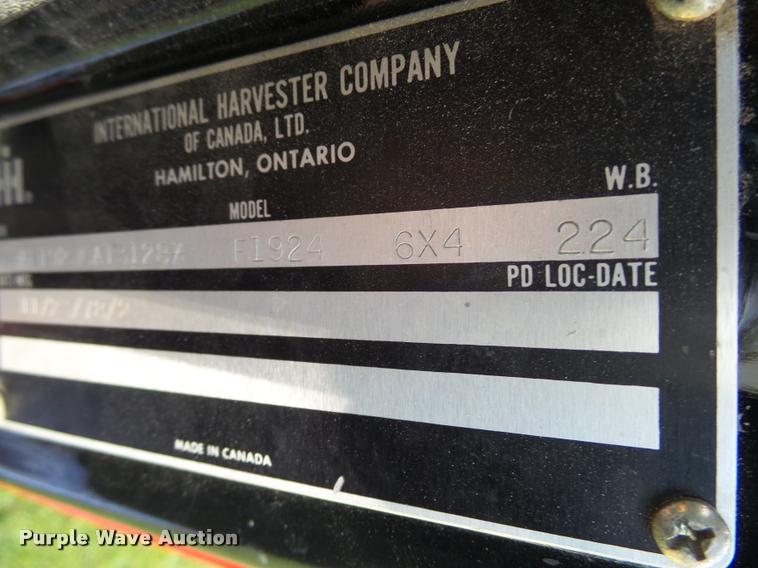 INTERNATIONAL HARVESTER COMPANY
OF CANADA, LTD.
HAMILTON, ONTARIO
MODEL W.B.
F1924 6X4 224
PD LOC-DATE
MADE IN CANADA
Purple Wave Auction